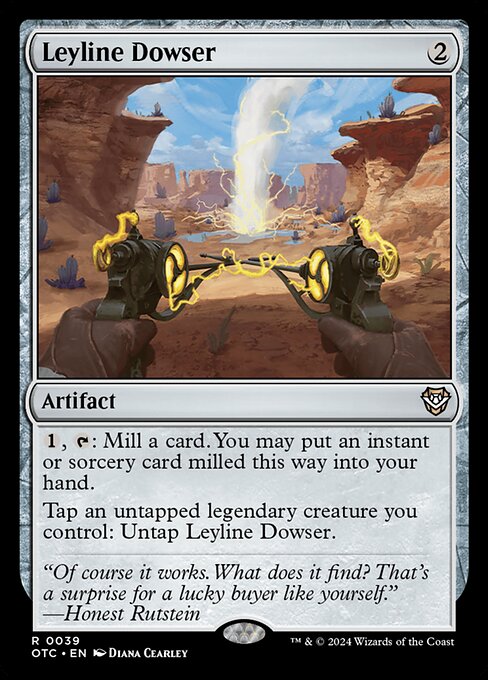 Leyline Dowser 2
Artifact
1, : Mill a card. You may put an instant
or sorcery card milled this way into your
hand.
Tap an untapped legendary creature you
control: Untap Leyline Dowser.
“Of course it works. What does it find? That’s
a surprise for a lucky buyer like yourself.”
—Honest Rutstein
R 0039
OTC • EN Diana Cearley
™ & © 2024 Wizards of the Coast